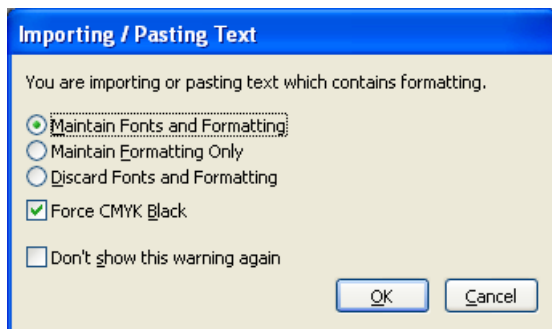 Importing / Pasting Text
You are importing or pasting text which contains formatting.
Maintain Fonts and Formatting
Maintain Formatting Only
Discard Fonts and Formatting
Force CMYK Black
Don't show this warning again
OK Cancel